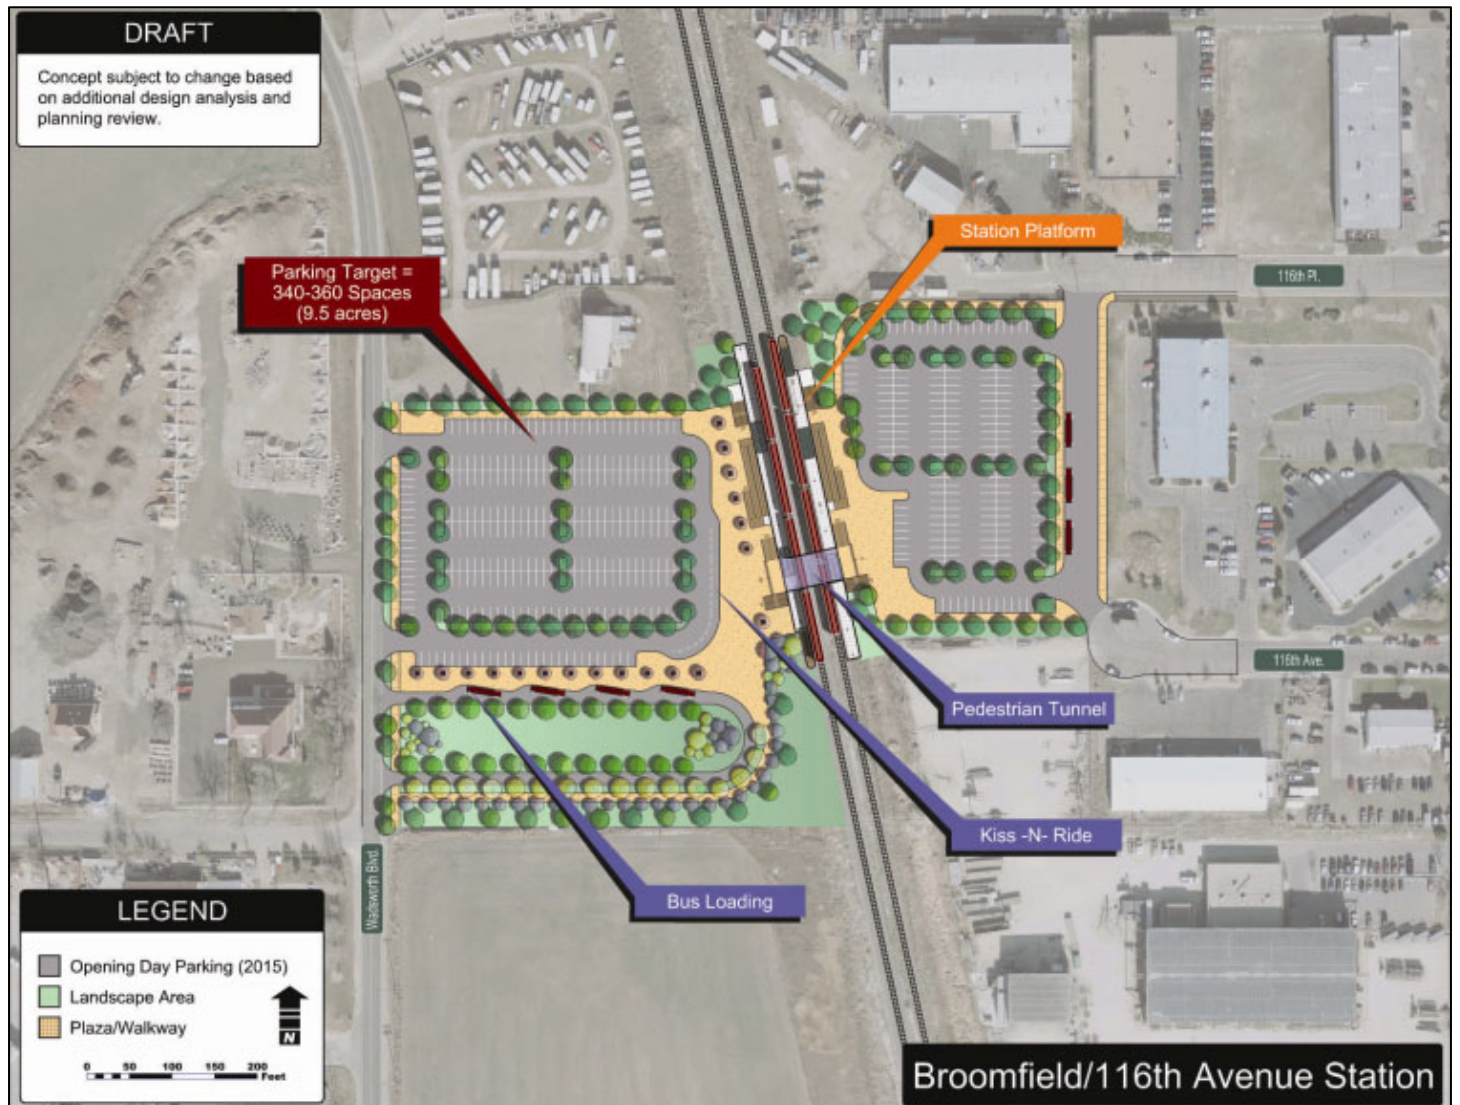 DRAFT
Concept subject to change based
on additional design analysis and
planning review.
Station Platform
116th Pl.
Parking Target =
340-360 Spaces
(9.5 acres)
116th Ave.
Pedestrian Tunnel
Kiss -N- Ride
Wadsworth Blvd.
Bus Loading
LEGEND
Opening Day Parking (2015)
Landscape Area
Plaza/Walkway
N
0 50 100 150 200
Feet
Broomfield/116th Avenue Station